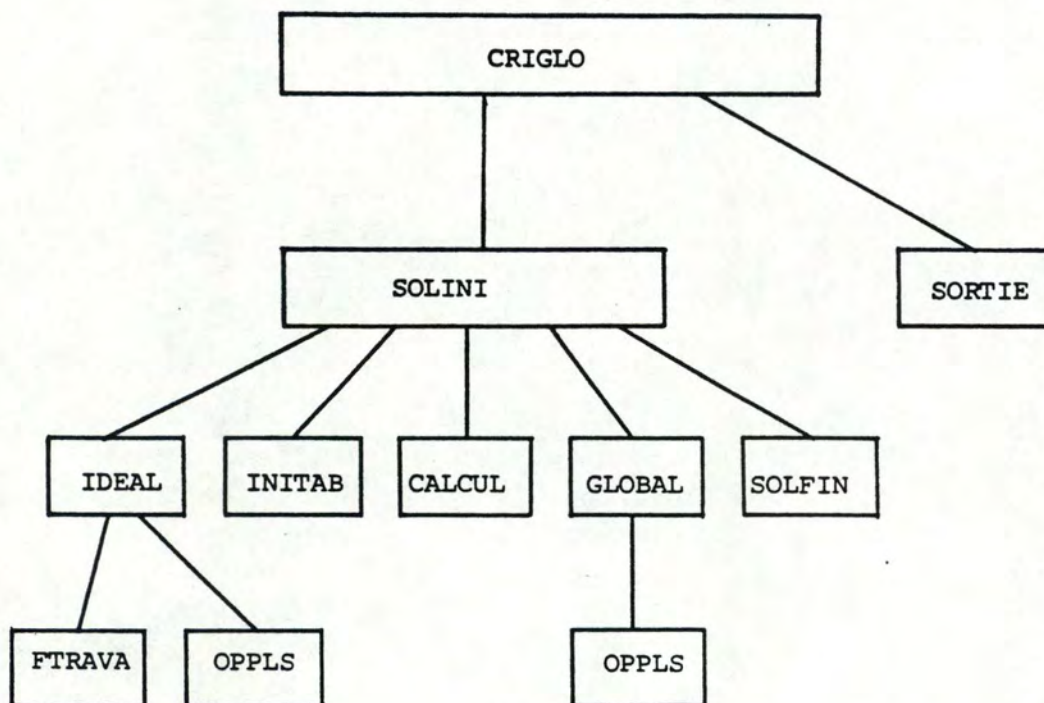 CRIGLO
SOLINI
SORTIE
IDEAL INITAB CALCUL GLOBAL SOLFIN
FTRAVA OPPLS OPPLS